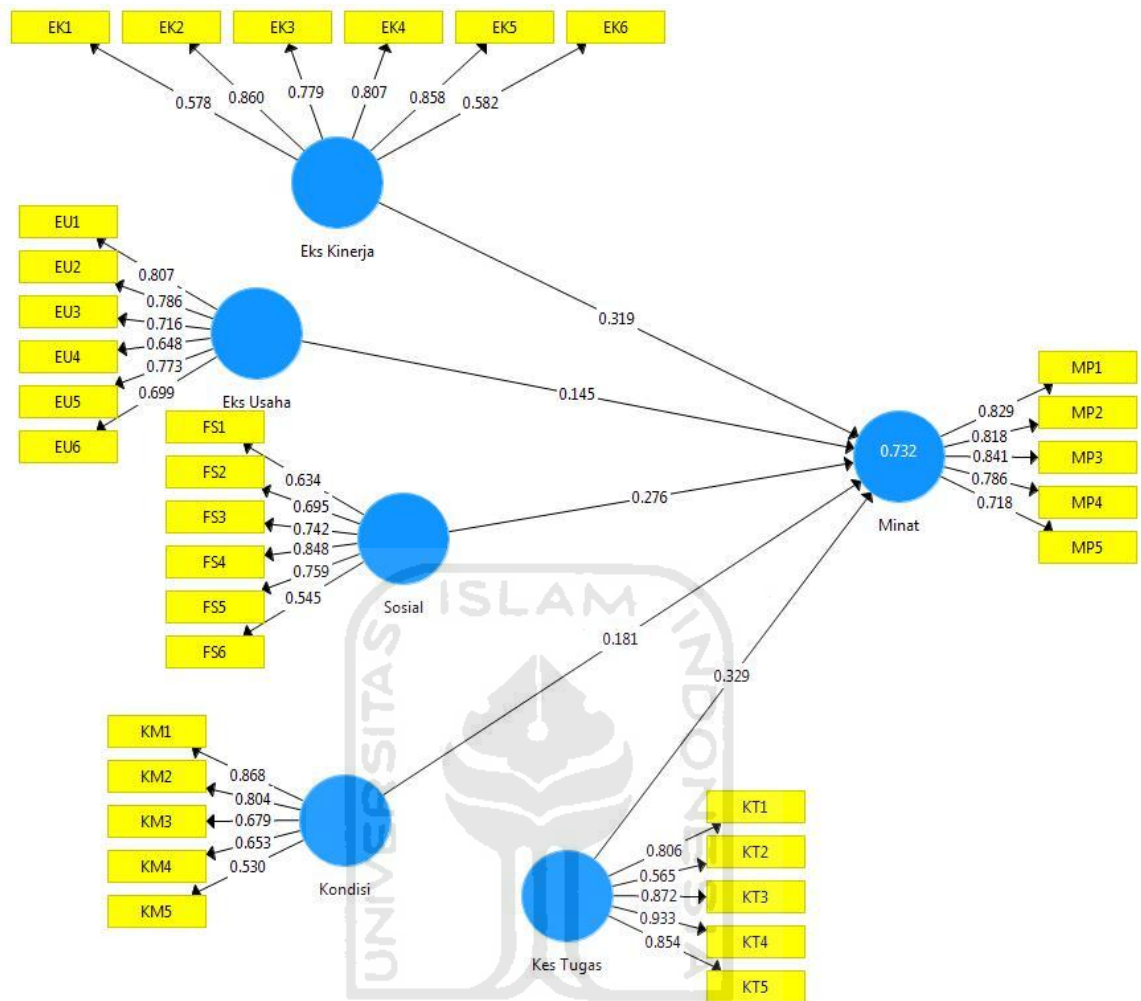 EK1 EK2 EK3 EK4 EK5 EK6
0.578 0.860 0.779 0.807 0.858 0.582
Eks Kinerja
EU1
EU2
EU3
EU4
EU5
EU6
0.807
0.786
0.716
0.648
0.773
0.699
Eks Usaha
0.319
0.145
FS1
FS2
FS3
FS4
FS5
FS6
0.634
0.695
0.742
0.848
0.759
0.545
Sosial
0.276
0.732
Minat
0.829
0.818
0.841
0.786
0.718
MP1
MP2
MP3
MP4
MP5
0.181
0.329
KM1
KM2
KM3
KM4
KM5
0.868
0.804
0.679
0.653
0.530
Kondisi
KT1
KT2
KT3
KT4
KT5
0.806
0.565
0.872
0.933
0.854
Kes Tugas
UNIVERSITAS ISLAM INDONESIA